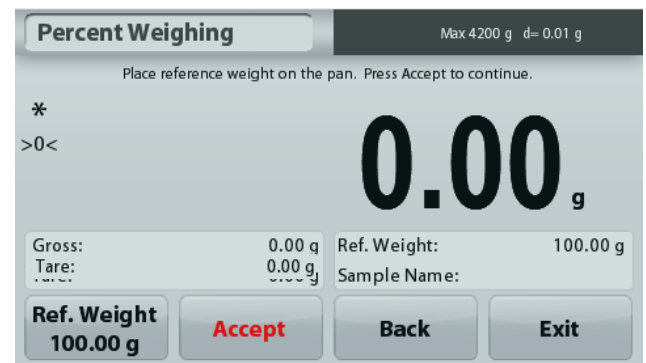 Percent Weighing
Max 4200 g d= 0.01 g
Place reference weight on the pan. Press Accept to continue.
*
>0<
0.00 g
Gross: 0.00 g
Tare: 0.00 g
Ref. Weight: 100.00 g
Sample Name:
Ref. Weight
100.00 g
Accept
Back
Exit